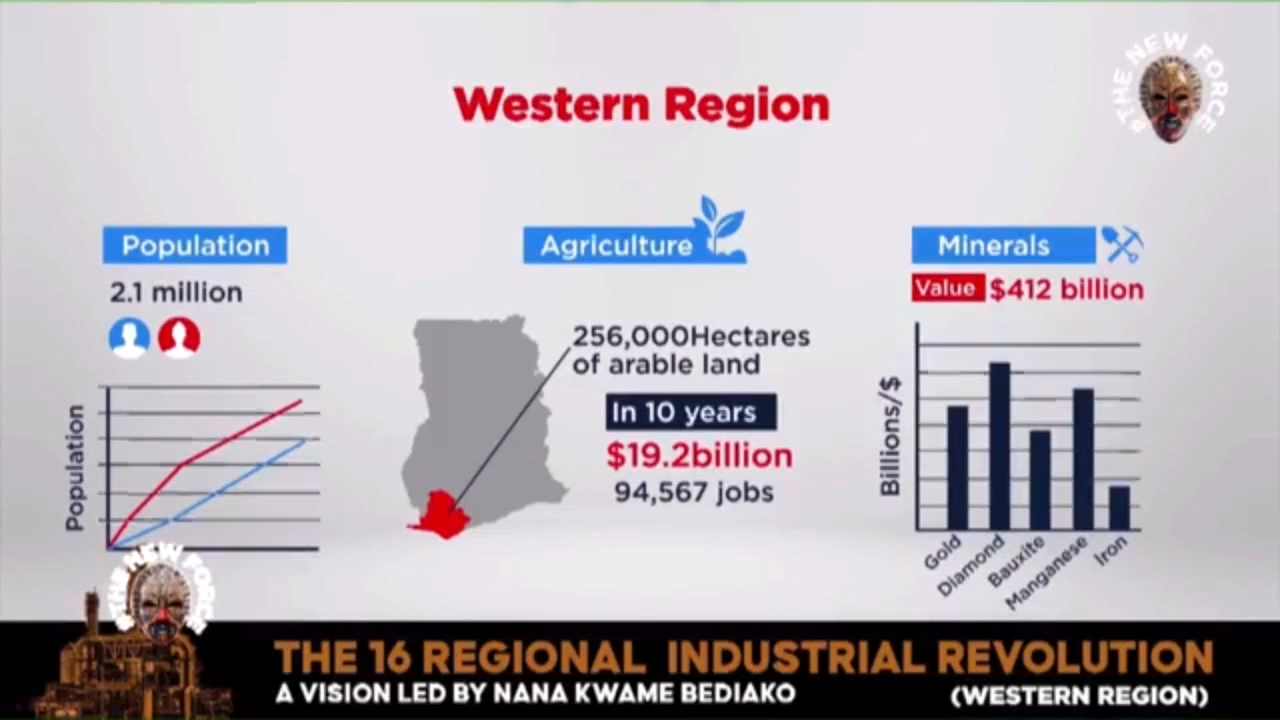 Western Region
#THE NEW FORCE
Population
2.1 million
Population
Agriculture
256,000Hectares
of arable land
In 10 years
$19.2billion
94,567 jobs
Minerals
Value $412 billion
Billions/$
Gold
Diamond
Bauxite
Manganese
Iron
#THE NEW FORCE
THE 16 REGIONAL INDUSTRIAL REVOLUTION
A VISION LED BY NANA KWAME BEDIAKO
(WESTERN REGION)